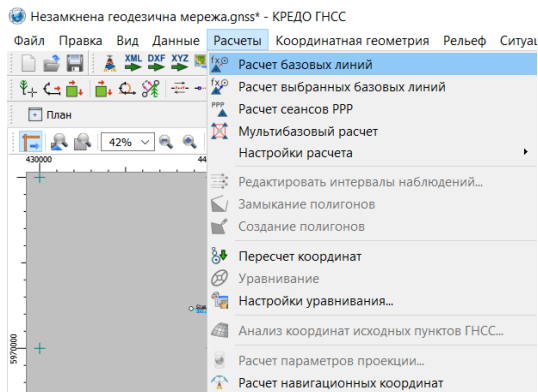 Незамкнена геодезична мережа.gnss* - КРЕДО ГНСС
Файл Правка Вид Данные Расчеты Координатная геометрия Рельеф Ситуац
XML DXF XYZ
План
42%
430000
44
5970000
Расчет базовых линий
Расчет выбранных базовых линий
PPP Расчет сеансов PPP
Мультибазовый расчет
Настройки расчета
Редактировать интервалы наблюдений...
Замыкание полигонов
Создание полигонов
Пересчет координат
Уравнивание
Настройки уравнивания...
Анализ координат исходных пунктов ГНСС...
Расчет параметров проекции...
Расчет навигационных координат